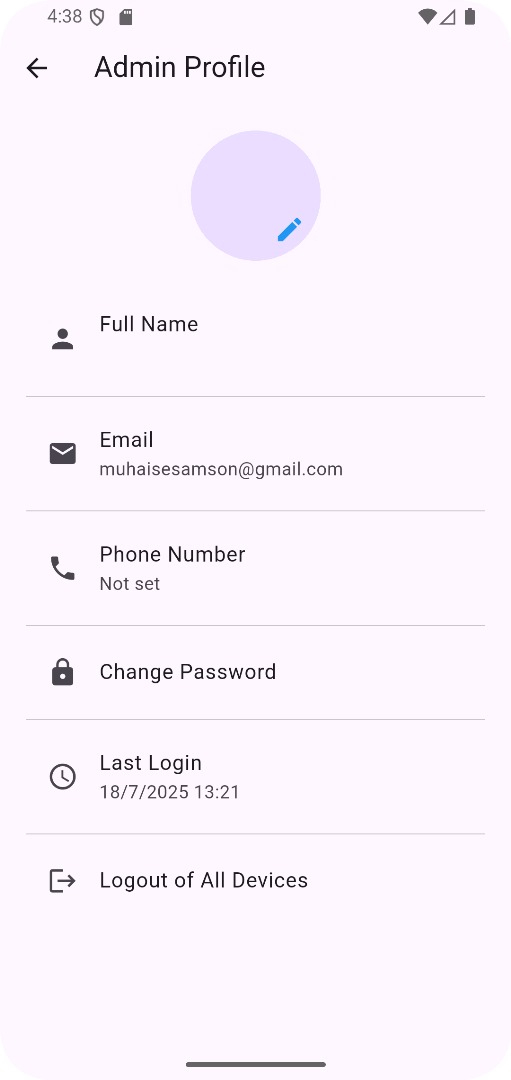 4:38
Admin Profile
Full Name
Email
muhaisesamson@gmail.com
Phone Number
Not set
Change Password
Last Login
18/7/2025 13:21
Logout of All Devices